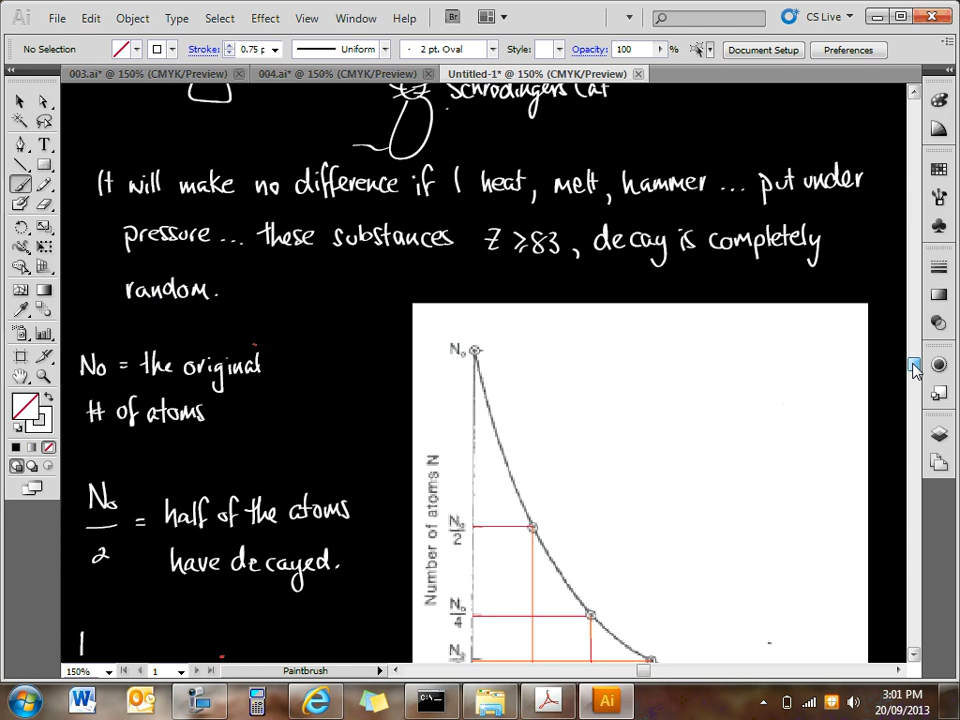 Ai File Edit Object Type Select Effect View Window Help Br CS Live
No Selection Stroke: 0.75 p Uniform 2 pt. Oval Style: Opacity: 100 % Document Setup Preferences
003.ai* @ 150% (CMYK/Preview) 004.ai* @ 150% (CMYK/Preview) Untitled-1* @ 150% (CMYK/Preview)
Schrodingers Cat
It will make no difference if I heat, melt, hammer ... put under
pressure ... these substances Z ≥ 83, decay is completely
random.
No = the original
# of atoms
No/2 = half of the atoms
have decayed.
N₀
Number of atoms N
N₀/2
N₀/4
150% 1 Paintbrush
3:01 PM
20/09/2013